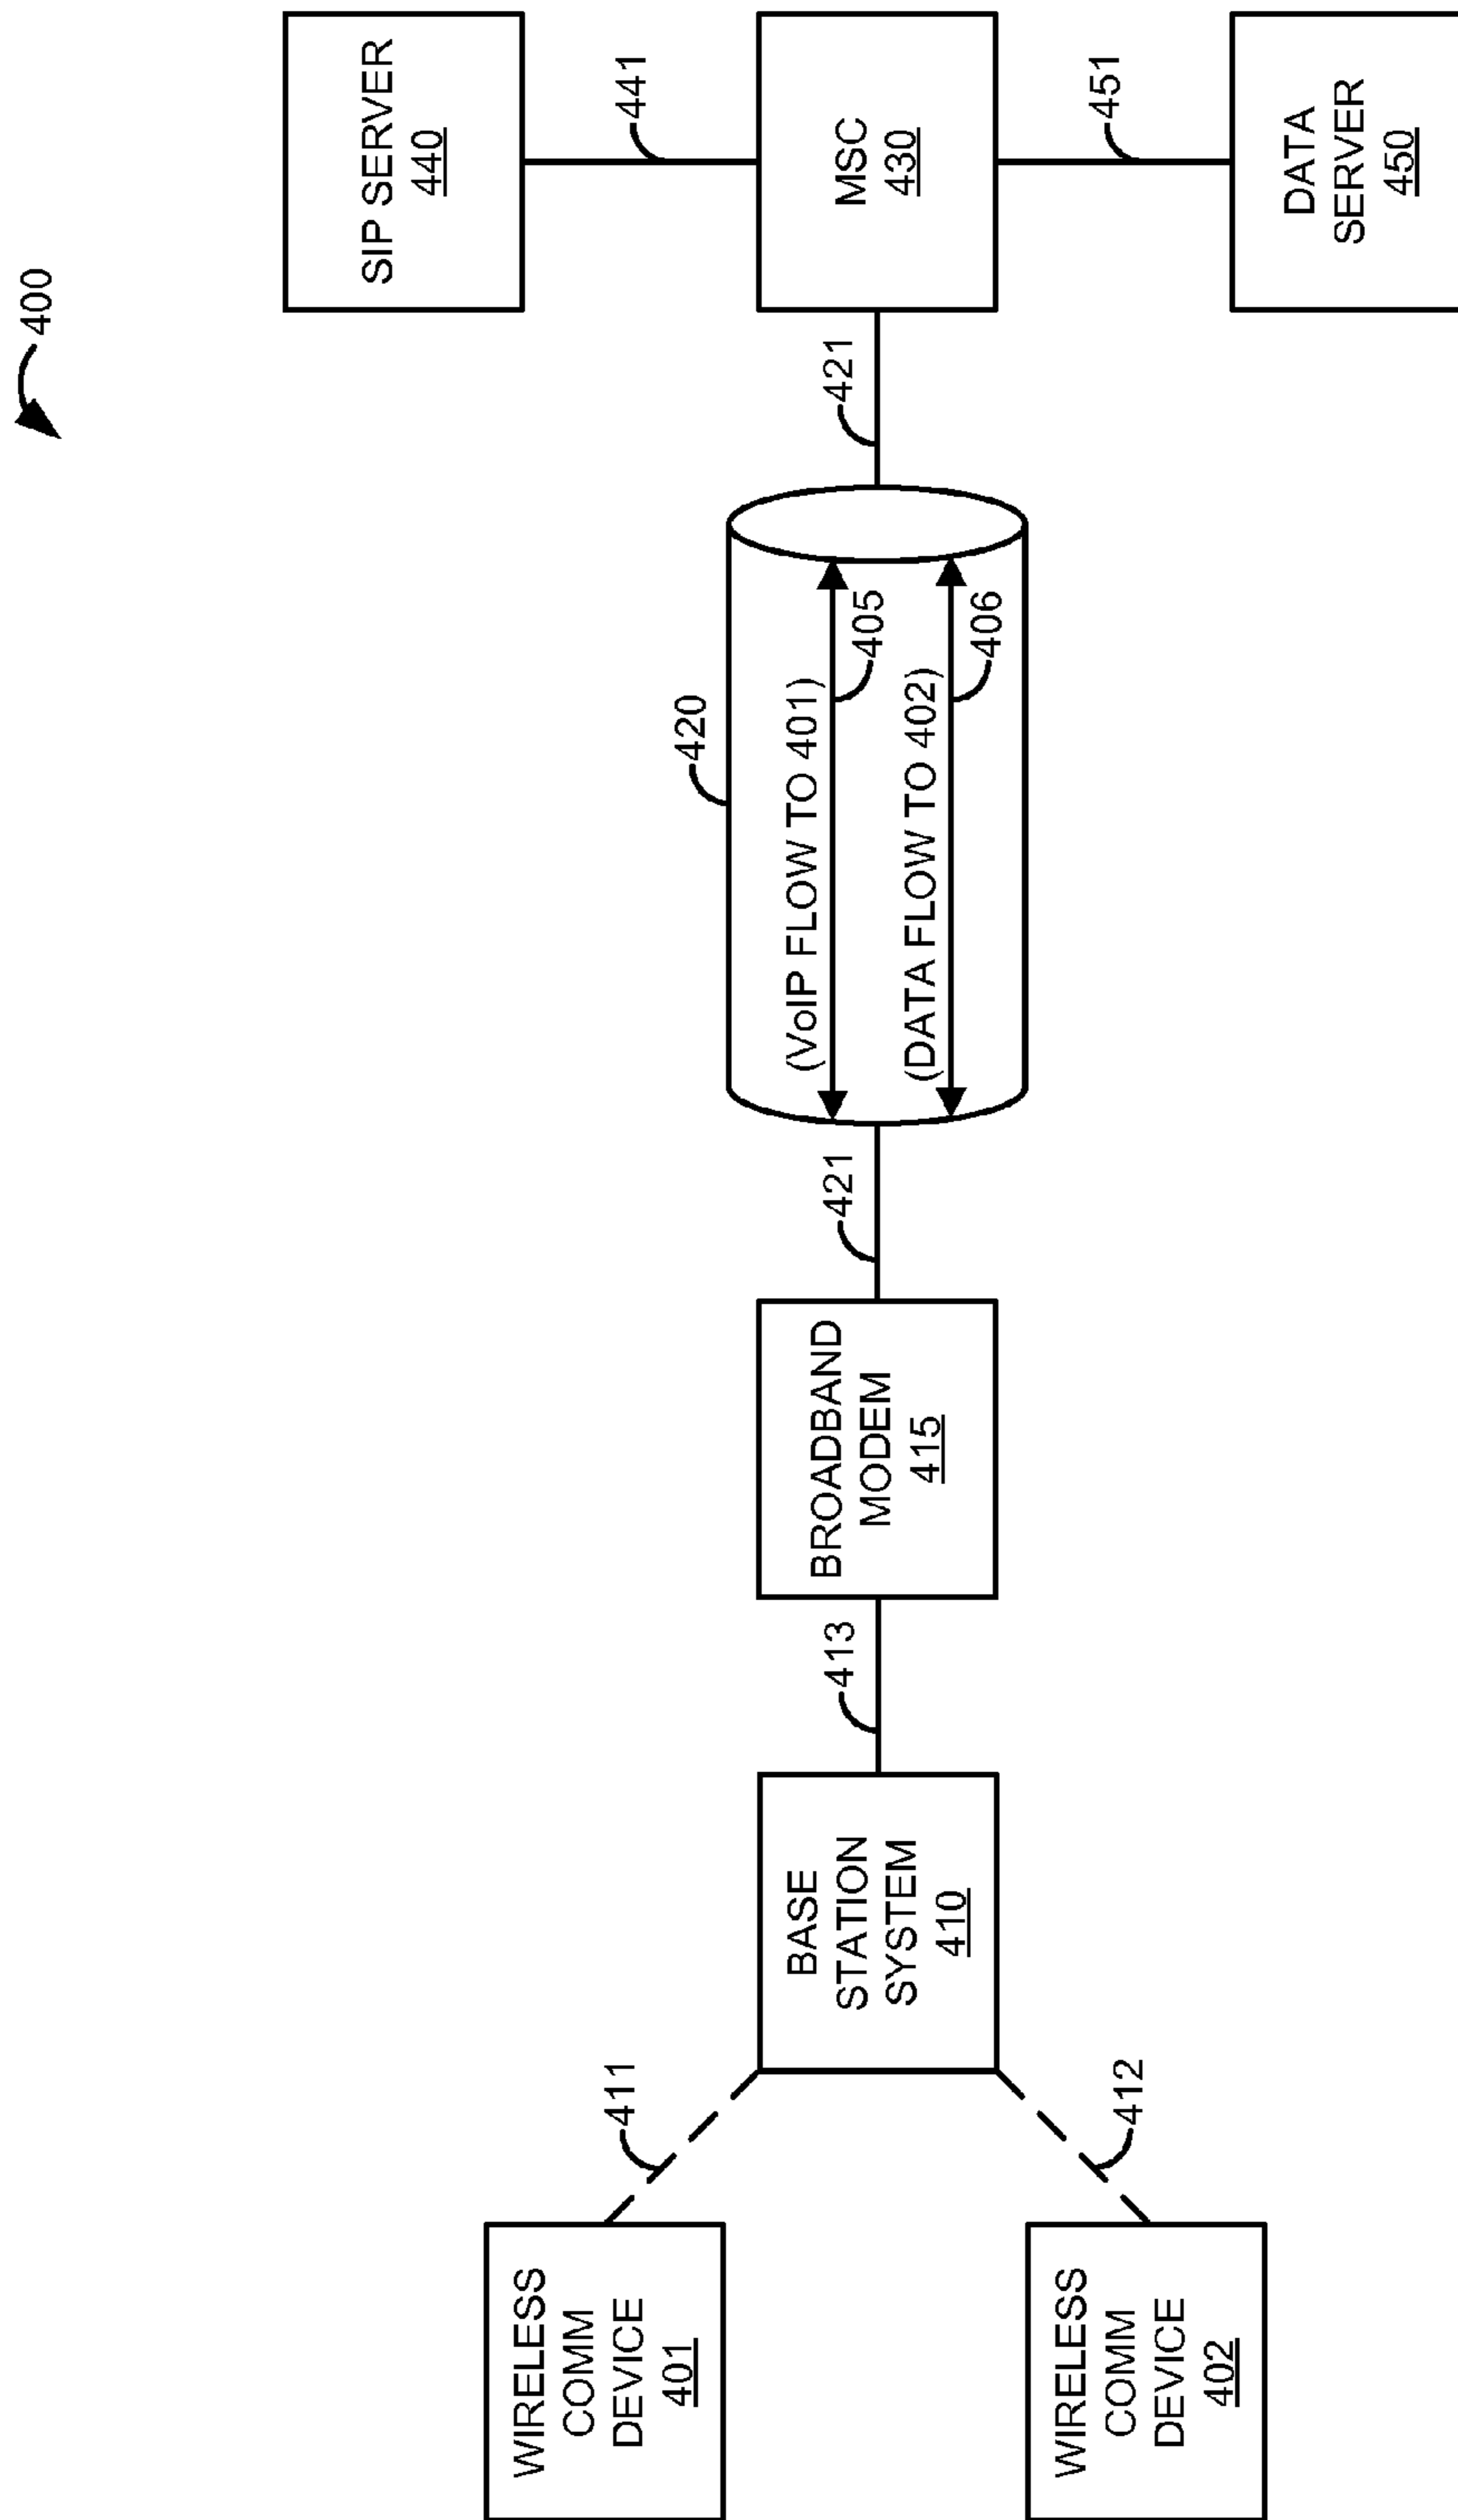 400
SIP SERVER
440
441
MSC
430
451
DATA
SERVER
450
421
420
(VoIP FLOW TO 401)
405
(DATA FLOW TO 402)
406
421
BROADBAND
MODEM
415
413
BASE
STATION
SYSTEM
410
411
412
WIRELESS
COMM
DEVICE
401
WIRELESS
COMM
DEVICE
402